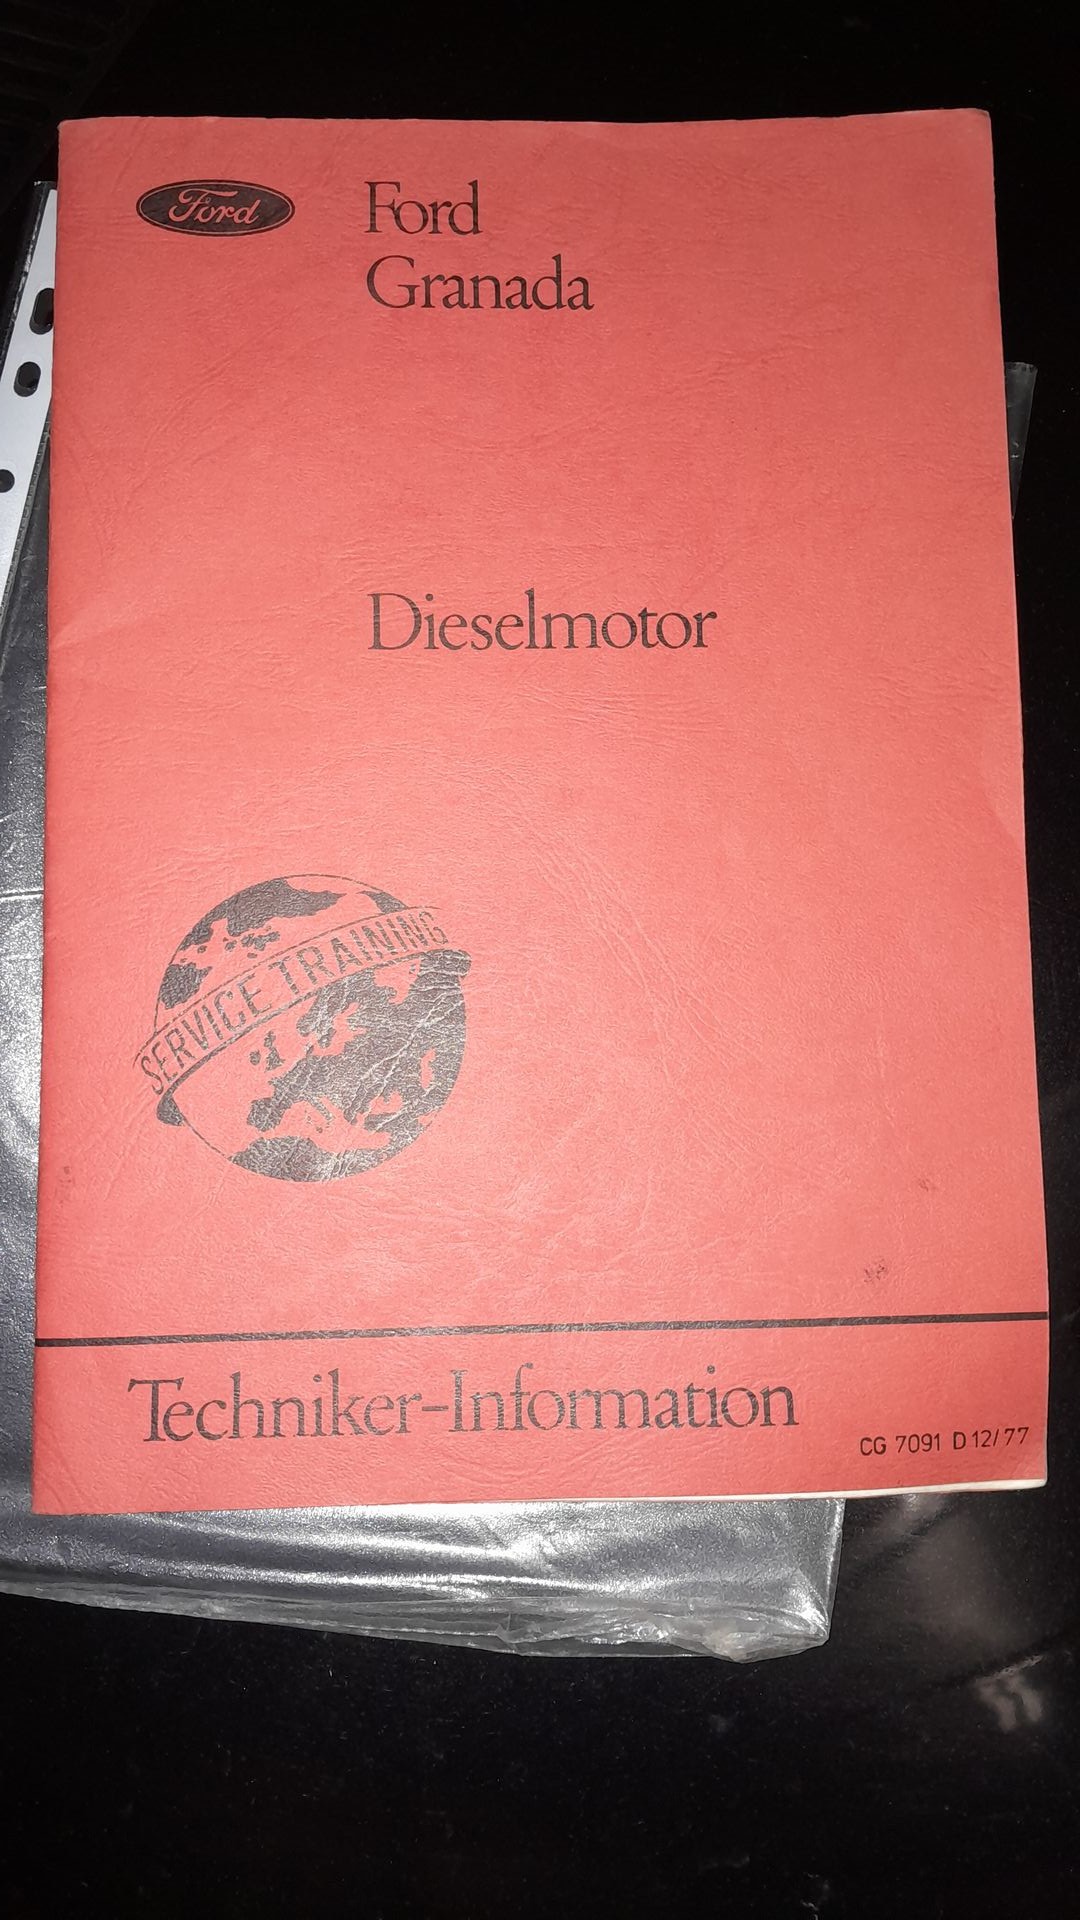 Ford
Ford
Granada
Dieselmotor
SERVICE TRAINING
Techniker-Information
CG 7091 D 12/77